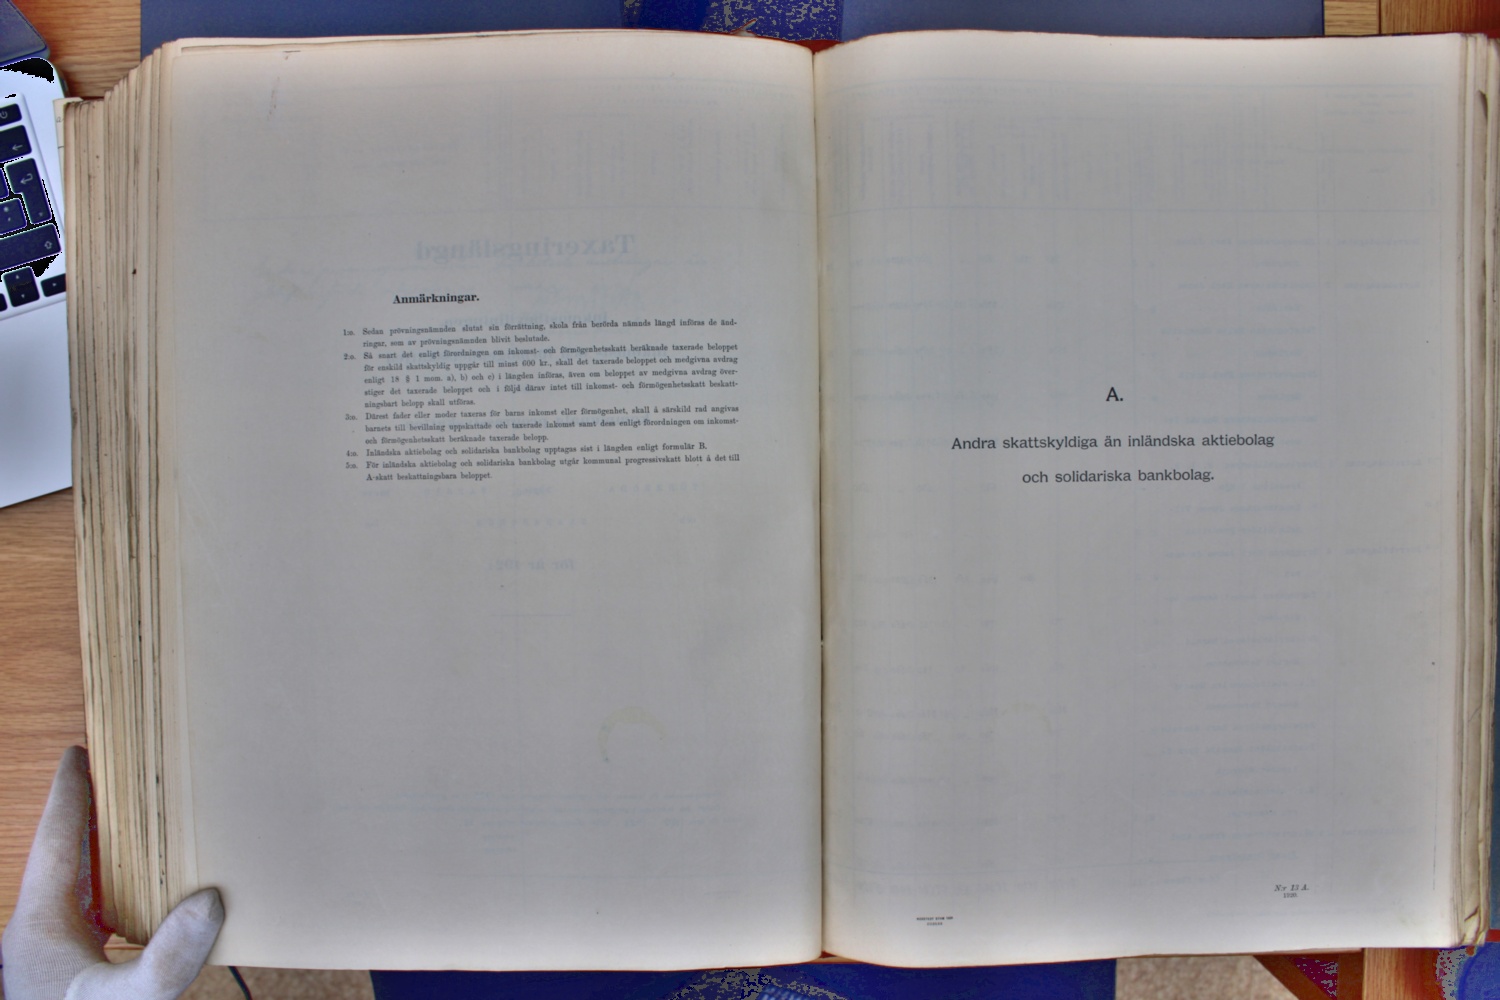 Anmärkningar.
1:o. Sedan prövningsnämnden slutat sin förrättning, skola från berörda nämnds längd införas de änd-
ringar, som av prövningsnämnden blivit beslutade.
2:o. Så snart det enligt förordningen om inkomst- och förmögenhetsskatt beräknade taxerade beloppet
för enskild skattskyldig uppgår till minst 600 kr., skall det taxerade beloppet och medgivna avdrag
enligt 18 § 1 mom. a), b) och c) i längden införas, även om beloppet av medgivna avdrag över-
stiger det taxerade beloppet och i följd därav intet till inkomst- och förmögenhetsskatt beskatt-
ningsbart belopp skall utföras.
3:o. Därest fader eller moder taxeras för barns inkomst eller förmögenhet, skall å särskild rad angivas
barnets till bevillning uppskattade och taxerade inkomst samt dess enligt förordningen om inkomst-
och förmögenhetsskatt beräknade taxerade belopp.
4:o. Inländska aktiebolag och solidariska bankbolag upptagas sist i längden enligt formulär B.
5:o. För inländska aktiebolag och solidariska bankbolag utgår kommunal progressivskatt blott å det till
A-skatt beskattningsbara beloppet.
A.
Andra skattskyldiga än inländska aktiebolag
och solidariska bankbolag.
N:r 13 A.
1920.